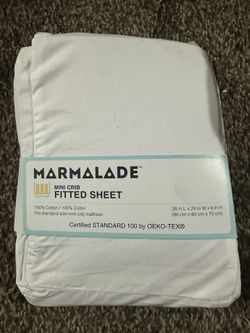 MARMALADE™
MINI CRIB
FITTED SHEET
100% Cotton / 100% Coton
Fits standard size mini crib mattress
38 in L x 24 in W x 6 in H
(96 cm x 60 cm x 15 cm)
Certified STANDARD 100 by OEKO-TEX®